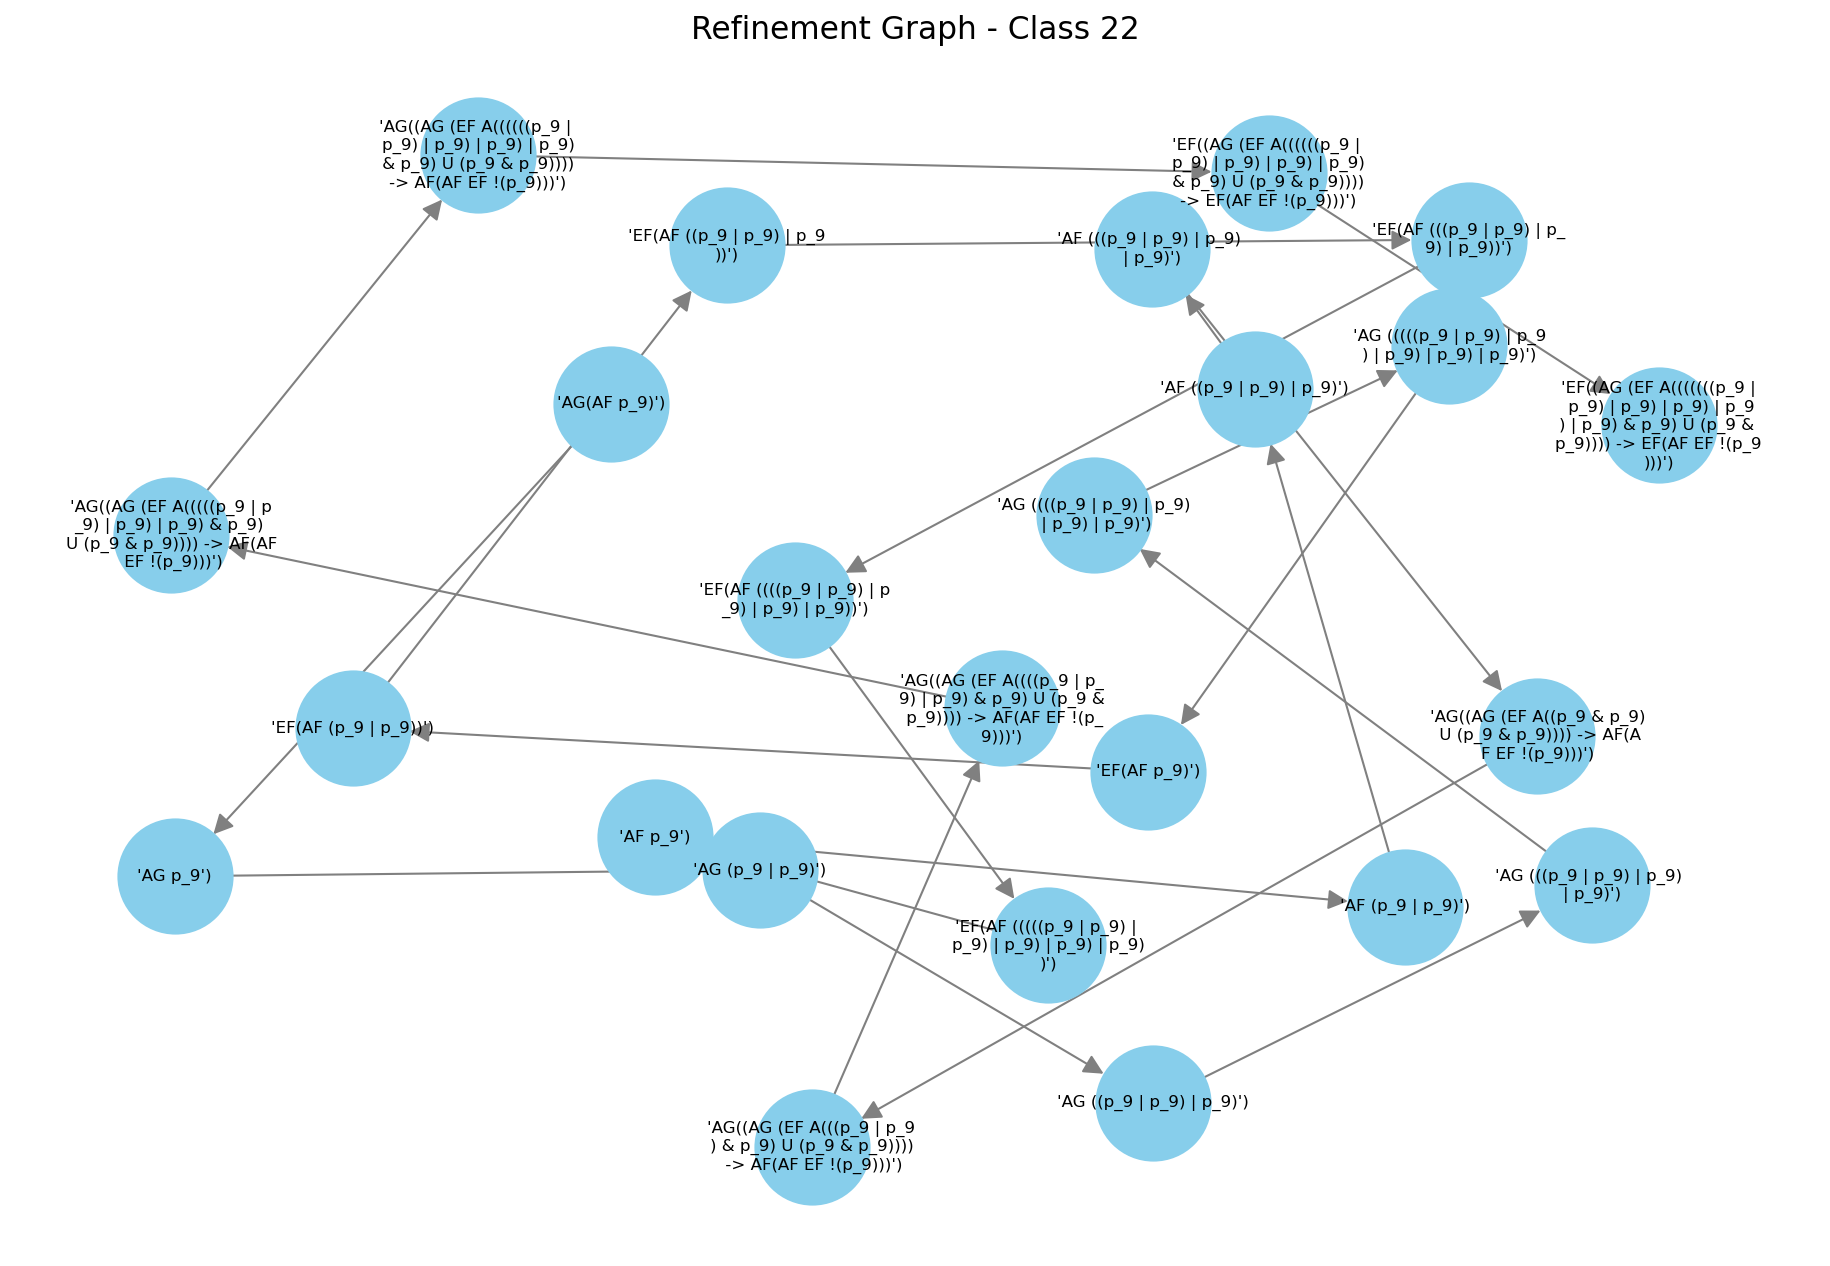 Refinement Graph - Class 22
'AG((AG (EF A((((((p_9 |
p_9) | p_9) | p_9) | p_9)
& p_9) U (p_9 & p_9))))
-> AF(AF EF !(p_9)))')
'EF((AG (EF A((((((p_9 |
p_9) | p_9) | p_9) | p_9)
& p_9) U (p_9 & p_9))))
-> EF(AF EF !(p_9)))')
'EF(AF ((p_9 | p_9) | p_9
))')
'AF (((p_9 | p_9) | p_9)
| p_9)')
'EF(AF (((p_9 | p_9) | p_
9) | p_9))')
'AG (((((p_9 | p_9) | p_9
) | p_9) | p_9) | p_9)')
'AF ((p_9 | p_9) | p_9)')
'AG(AF p_9)')
'EF((AG (EF A(((((((p_9 |
p_9) | p_9) | p_9) | p_9
) | p_9) & p_9) U (p_9 &
p_9)))) -> EF(AF EF !(p_9
)))')
'AG((AG (EF A(((((p_9 | p
_9) | p_9) | p_9) & p_9)
U (p_9 & p_9)))) -> AF(AF
EF !(p_9)))')
'AG ((((p_9 | p_9) | p_9)
| p_9) | p_9)')
'EF(AF ((((p_9 | p_9) | p
_9) | p_9) | p_9))')
'AG((AG (EF A((((p_9 | p_
9) | p_9) & p_9) U (p_9 &
p_9)))) -> AF(AF EF !(p_
9)))')
'EF(AF (p_9 | p_9))')
'AG((AG (EF A((p_9 & p_9)
U (p_9 & p_9)))) -> AF(A
F EF !(p_9)))')
'EF(AF p_9)')
'AF p_9')
'AG p_9')
'AG (p_9 | p_9)')
'AG (((p_9 | p_9) | p_9)
| p_9)')
'AF (p_9 | p_9)')
'EF(AF (((((p_9 | p_9) |
p_9) | p_9) | p_9) | p_9)
)')
'AG ((p_9 | p_9) | p_9)')
'AG((AG (EF A(((p_9 | p_9
) & p_9) U (p_9 & p_9))))
-> AF(AF EF !(p_9)))')